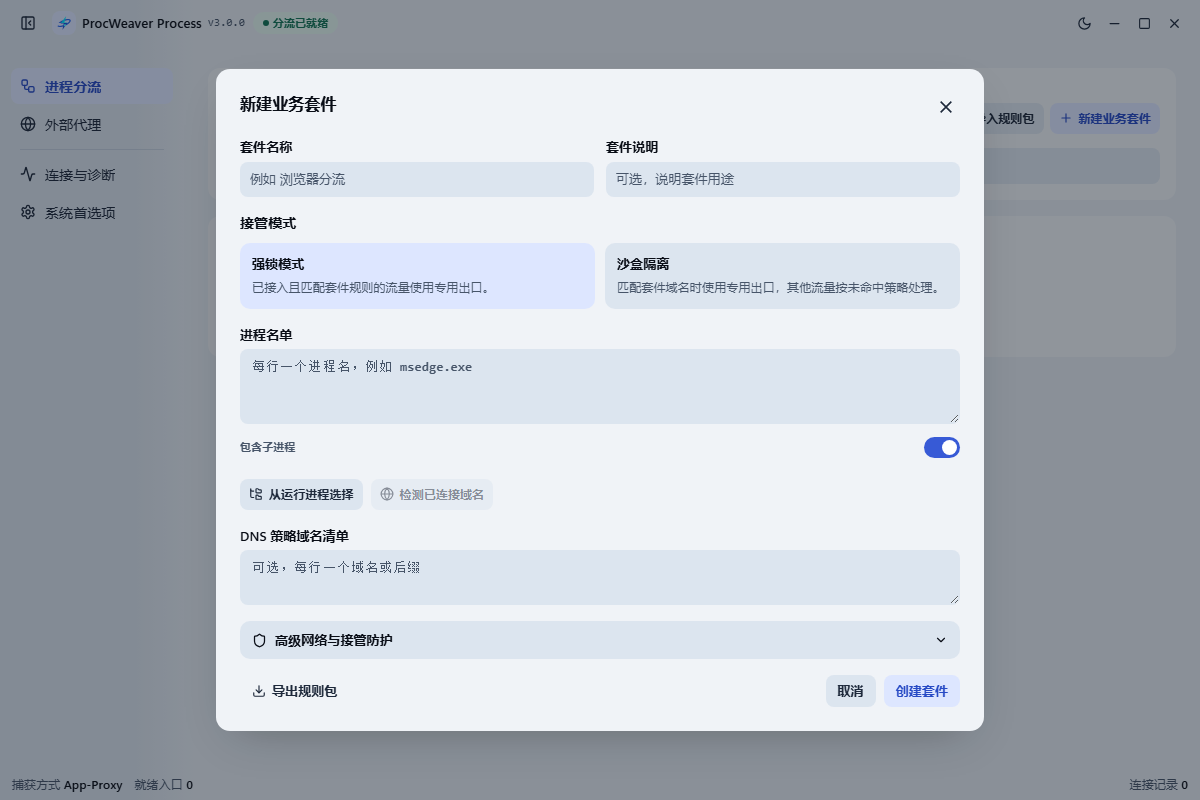 ProcWeaver Process v3.0.0 分流已就绪
进程分流
外部代理
连接与诊断
系统首选项
入规则包
新建业务套件
新建业务套件
套件名称
套件说明
例如 浏览器分流
可选，说明套件用途
接管模式
强锁模式
已接入且匹配套件规则的流量使用专用出口。
沙盒隔离
匹配套件域名时使用专用出口，其他流量按未命中策略处理。
进程名单
每行一个进程名，例如 msedge.exe
包含子进程
从运行进程选择
检测已连接域名
DNS 策略域名清单
可选，每行一个域名或后缀
高级网络与接管防护
导出规则包
取消
创建套件
捕获方式 App-Proxy 就绪入口 0
连接记录 0